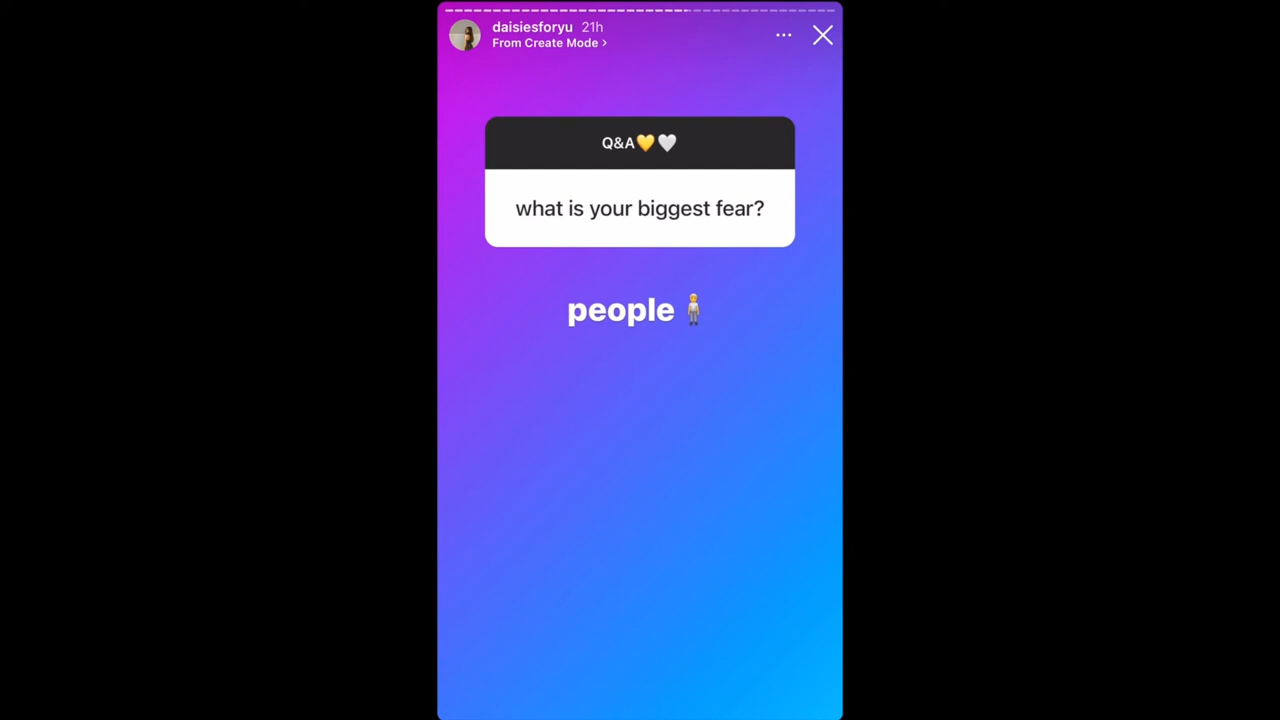 daisiesforyu 21h
From Create Mode >
Q&A💛🤍
what is your biggest fear?
people 🧍